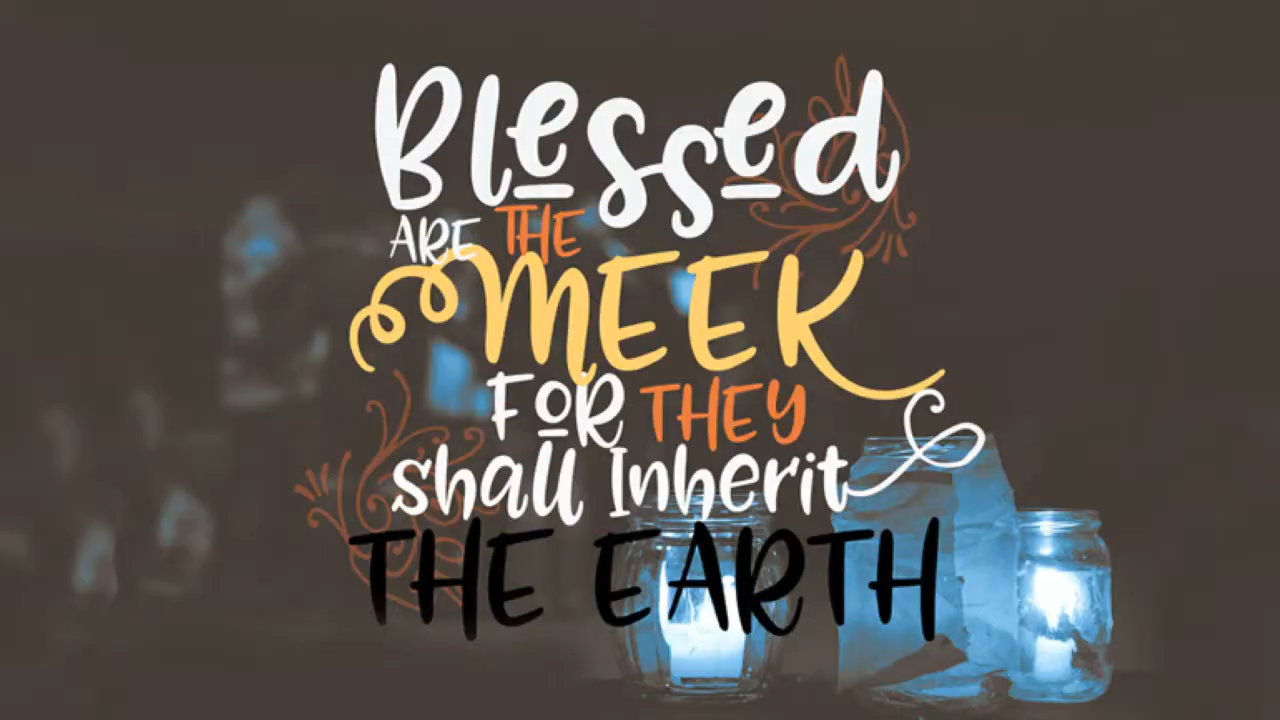 Blessed
ARE THE
MEEK
FOR THEY
shall Inherit
THE EARTH